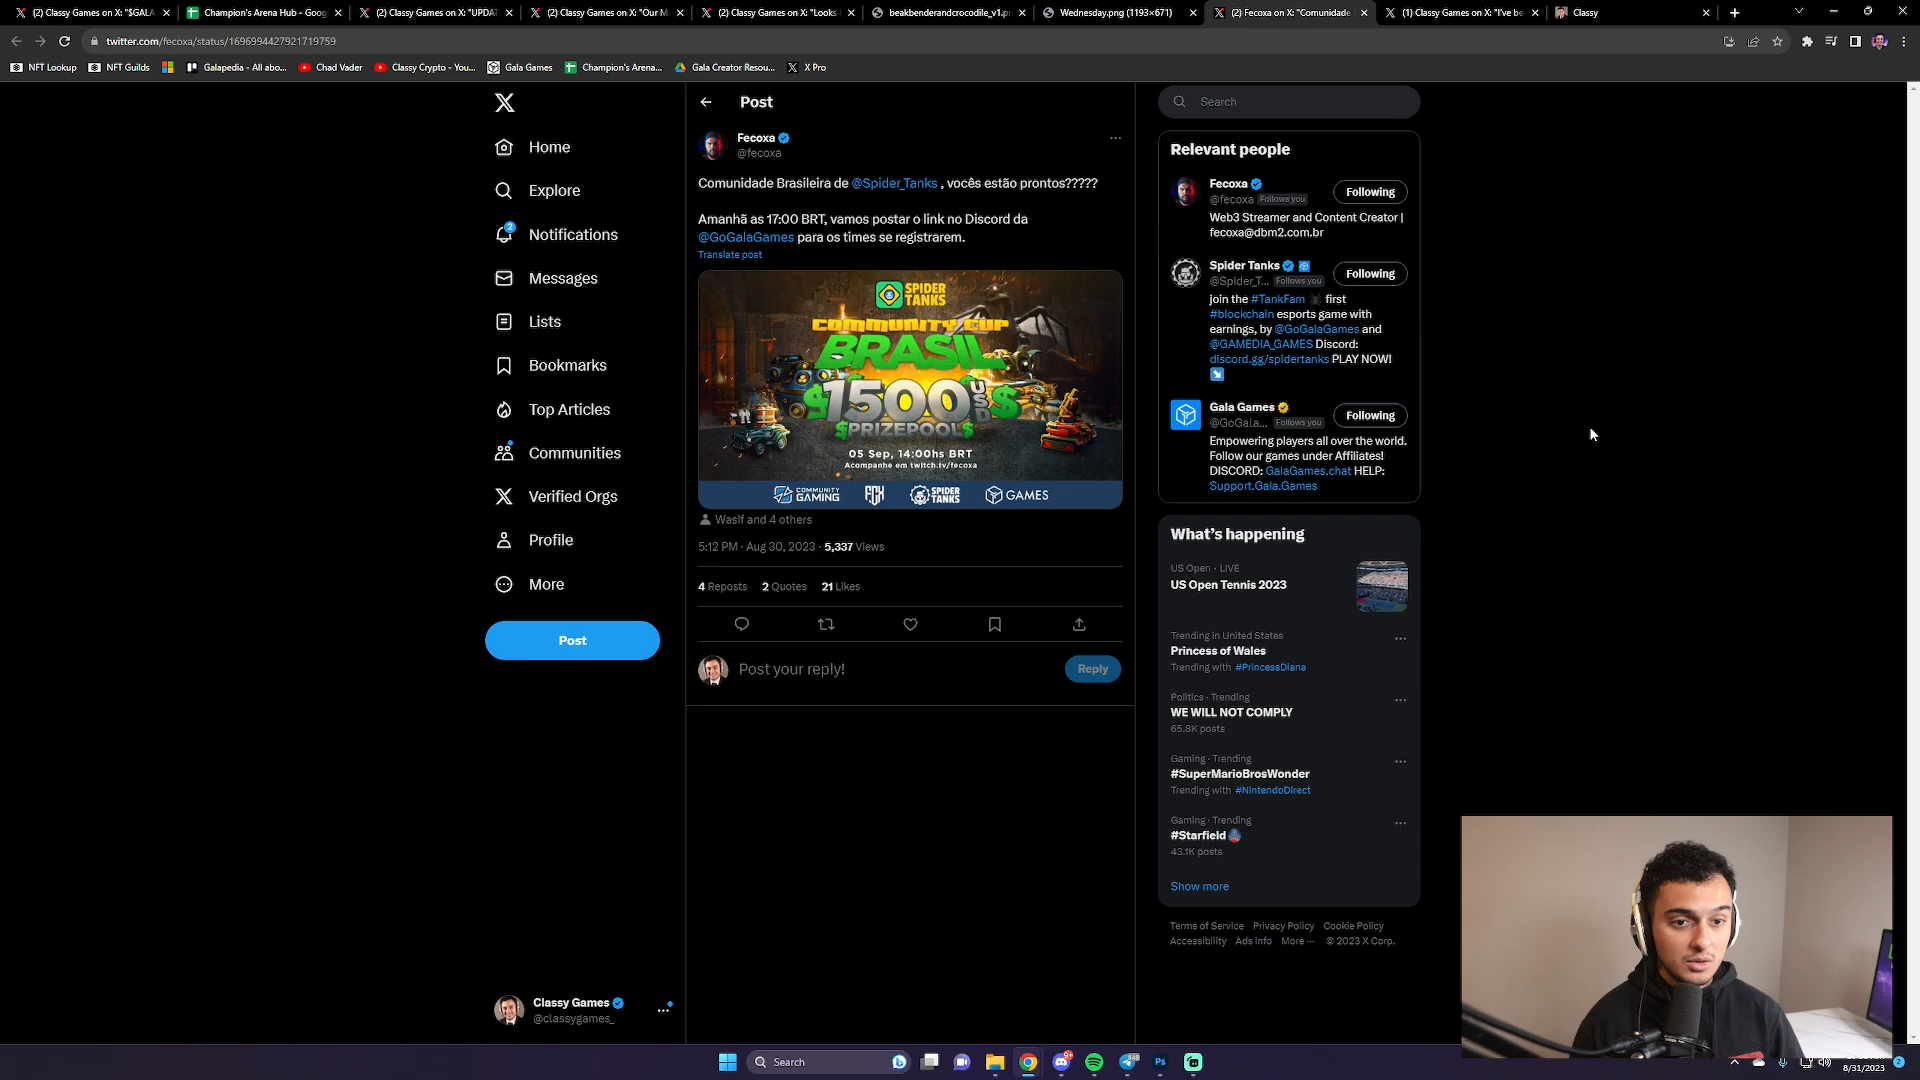 (2) Classy Games on X: "$GALA
Champion's Arena Hub - Goog
(2) Classy Games on X: "UPDAT
(2) Classy Games on X: "Our Ma
(2) Classy Games on X: "Looks
beakbenderandcrocodile_v1.pn
Wednesday.png (1193×671)
(2) Fecoxa on X: "Comunidade
(1) Classy Games on X: "I've be
Classy
twitter.com/fecoxa/status/1696994427921719759
NFT Lookup
NFT Guilds
Galapedia - All abo...
Chad Vader
Classy Crypto - You...
Gala Games
Champion's Arena...
Gala Creator Resou...
X Pro
Home
Explore
2
Notifications
Messages
Lists
Bookmarks
Top Articles
Communities
Verified Orgs
Profile
More
Post
Classy Games
@classygames_
Post
Fecoxa
@fecoxa
Comunidade Brasileira de @Spider_Tanks , vocês estão prontos?????
Amanhã as 17:00 BRT, vamos postar o link no Discord da
@GoGalaGames para os times se registrarem.
Translate post
SPIDER
TANKS
COMMUNITY CUP
BRASIL
$1500 USD $
$PRIZEPOOL$
05 Sep, 14:00hs BRT
Acompanhe em twitch.tv/fecoxa
COMMUNITY GAMING
FCX
SPIDER TANKS
GAMES
Wasif and 4 others
5:12 PM · Aug 30, 2023 · 5,337 Views
4 Reposts 2 Quotes 21 Likes
Post your reply!
Reply
Search
Relevant people
Fecoxa
@fecoxa Follows you
Following
Web3 Streamer and Content Creator |
fecoxa@dbm2.com.br
Spider Tanks
@Spider_T... Follows you
Following
join the #TankFam first
#blockchain esports game with
earnings, by @GoGalaGames and
@GAMEDIA_GAMES Discord:
discord.gg/spidertanks PLAY NOW!
Gala Games
@GoGala... Follows you
Following
Empowering players all over the world.
Follow our games under Affiliates!
DISCORD: GalaGames.chat HELP:
Support.Gala.Games
What's happening
US Open · LIVE
US Open Tennis 2023
Trending in United States
Princess of Wales
Trending with #PrincessDiana
Politics · Trending
WE WILL NOT COMPLY
65.8K posts
Gaming · Trending
#SuperMarioBrosWonder
Trending with #NintendoDirect
Gaming · Trending
#Starfield
43.1K posts
Show more
Terms of Service Privacy Policy Cookie Policy
Accessibility Ads info More ··· © 2023 X Corp.
Search
9+
Ps
8/31/2023
2